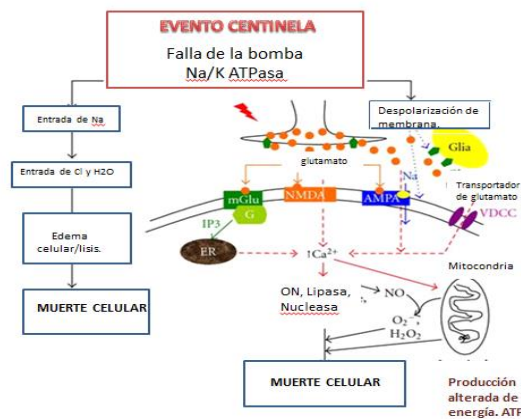 EVENTO CENTINELA
Falla de la bomba
Na/K ATPasa
Entrada de Na
Entrada de Cl y H2O
Edema
celular/lisis.
MUERTE CELULAR
Despolarización de
membrana.
Glia
glutamato
Na
Transportador
de glutamato
VDCC
mGlu
NMDA
AMPA
G
IP3
ER
↑Ca2+
Mitocondria
ON, Lipasa,
Nucleasa
NO
O2−,
H2O2
MUERTE CELULAR
Producción
alterada de
energía. ATP